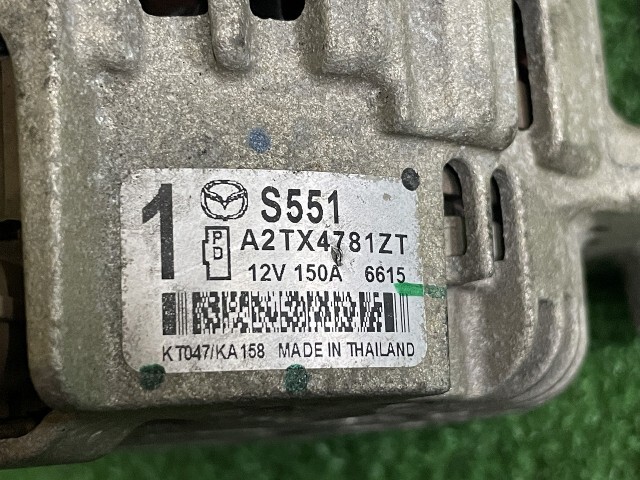 1 S551
P D A2TX4781ZT
12V 150A 6615
KT047/KA158 MADE IN THAILAND